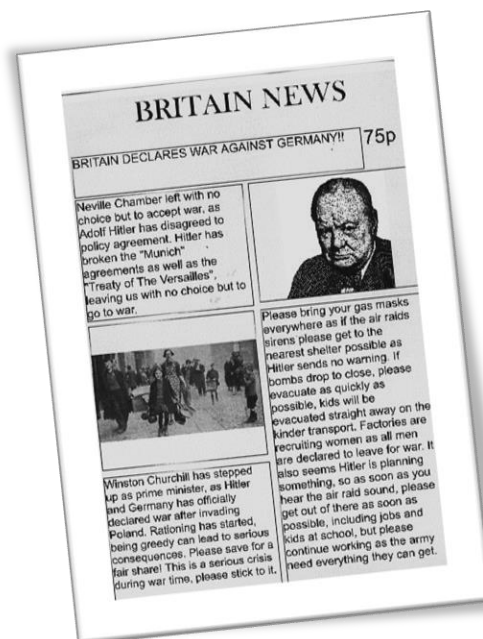 BRITAIN NEWS
BRITAIN DECLARES WAR AGAINST GERMANY!!
75p
Neville Chamber left with no
choice but to accept war, as
Adolf Hitler has disagreed to
policy agreement. Hitler has
broken the "Munich"
agreements as well as the
"Treaty of The Versailles",
leaving us with no choice but to
go to war.
Winston Churchill has stepped
up as prime minister, as Hitler
and Germany has officially
declared war after invading
Poland. Rationing has started,
being greedy can lead to serious
consequences. Please save for a
fair share! This is a serious crisis
during war time, please stick to it.
Please bring your gas masks
everywhere as if the air raids
sirens please get to the
nearest shelter possible as
Hitler sends no warning. If
bombs drop to close, please
evacuate as quickly as
possible, kids will be
evacuated straight away on the
kinder transport. Factories are
recruiting women as all men
are declared to leave for war. It
also seems Hitler is planning
something, so as soon as you
hear the air raid sound, please
get out of there as soon as
possible, including jobs and
kids at school, but please
continue working as the army
need everything they can get.